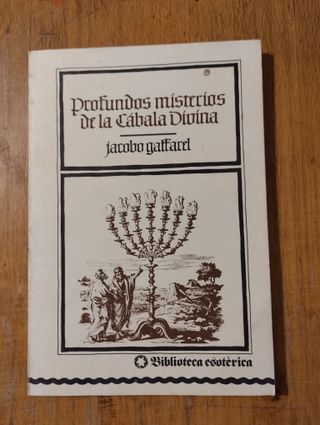 Profundos misterios
de la Cábala Divina
jacobo gaffarel
Biblioteca esotérica